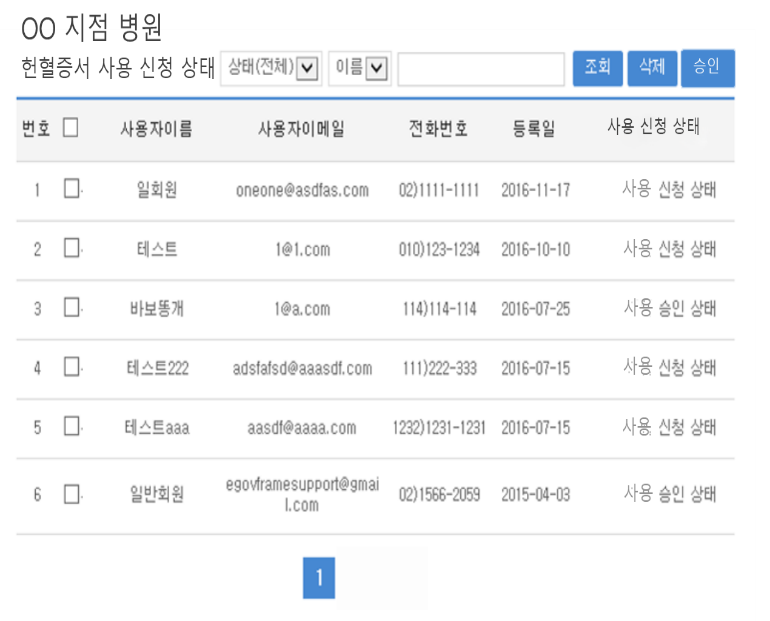 OO 지점 병원
헌혈증서 사용 신청 상태 상태(전체) 이름 조회 삭제 승인
번호 사용자이름 사용자이메일 전화번호 등록일 사용 신청 상태
1 일회원 oneone@asdfas.com 02)1111-1111 2016-11-17 사용 신청 상태
2 테스트 1@1.com 010)123-1234 2016-10-10 사용 신청 상태
3 바보똥개 1@a.com 114)114-114 2016-07-25 사용 승인 상태
4 테스트222 adsfafsd@aaasdf.com 111)222-333 2016-07-15 사용 신청 상태
5 테스트aaa aasdf@aaaa.com 1232)1231-1231 2016-07-15 사용 신청 상태
6 일반회원 egovframesupport@gmai
l.com 02)1566-2059 2015-04-03 사용 승인 상태
1